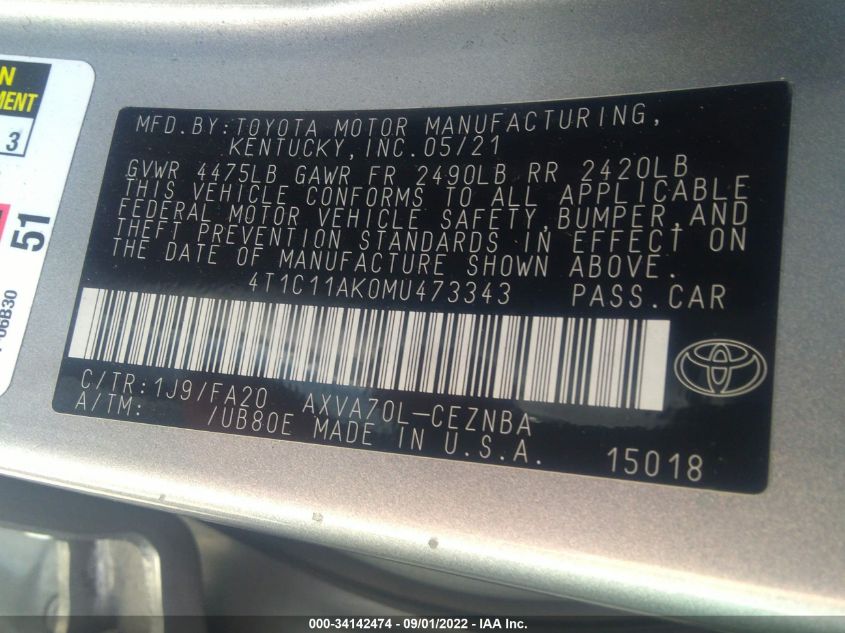 N
MENT
3
51
-06B30
MFD.BY:TOYOTA MOTOR MANUFACTURING,
KENTUCKY,INC.05/21
GVWR 4475LB GAWR FR 2490LB RR 2420LB
THIS VEHICLE CONFORMS TO ALL APPLICABLE
FEDERAL MOTOR VEHICLE SAFETY,BUMPER,AND
THEFT PREVENTION STANDARDS IN EFFECT ON
THE DATE OF MANUFACTURE SHOWN ABOVE.
4T1C11AK0MU473343 PASS.CAR
C/TR:1J9/FA20 AXVA70L-CEZNBA
A/TM: /UB80E MADE IN U.S.A. 15018
000-34142474 - 09/01/2022 - IAA Inc.